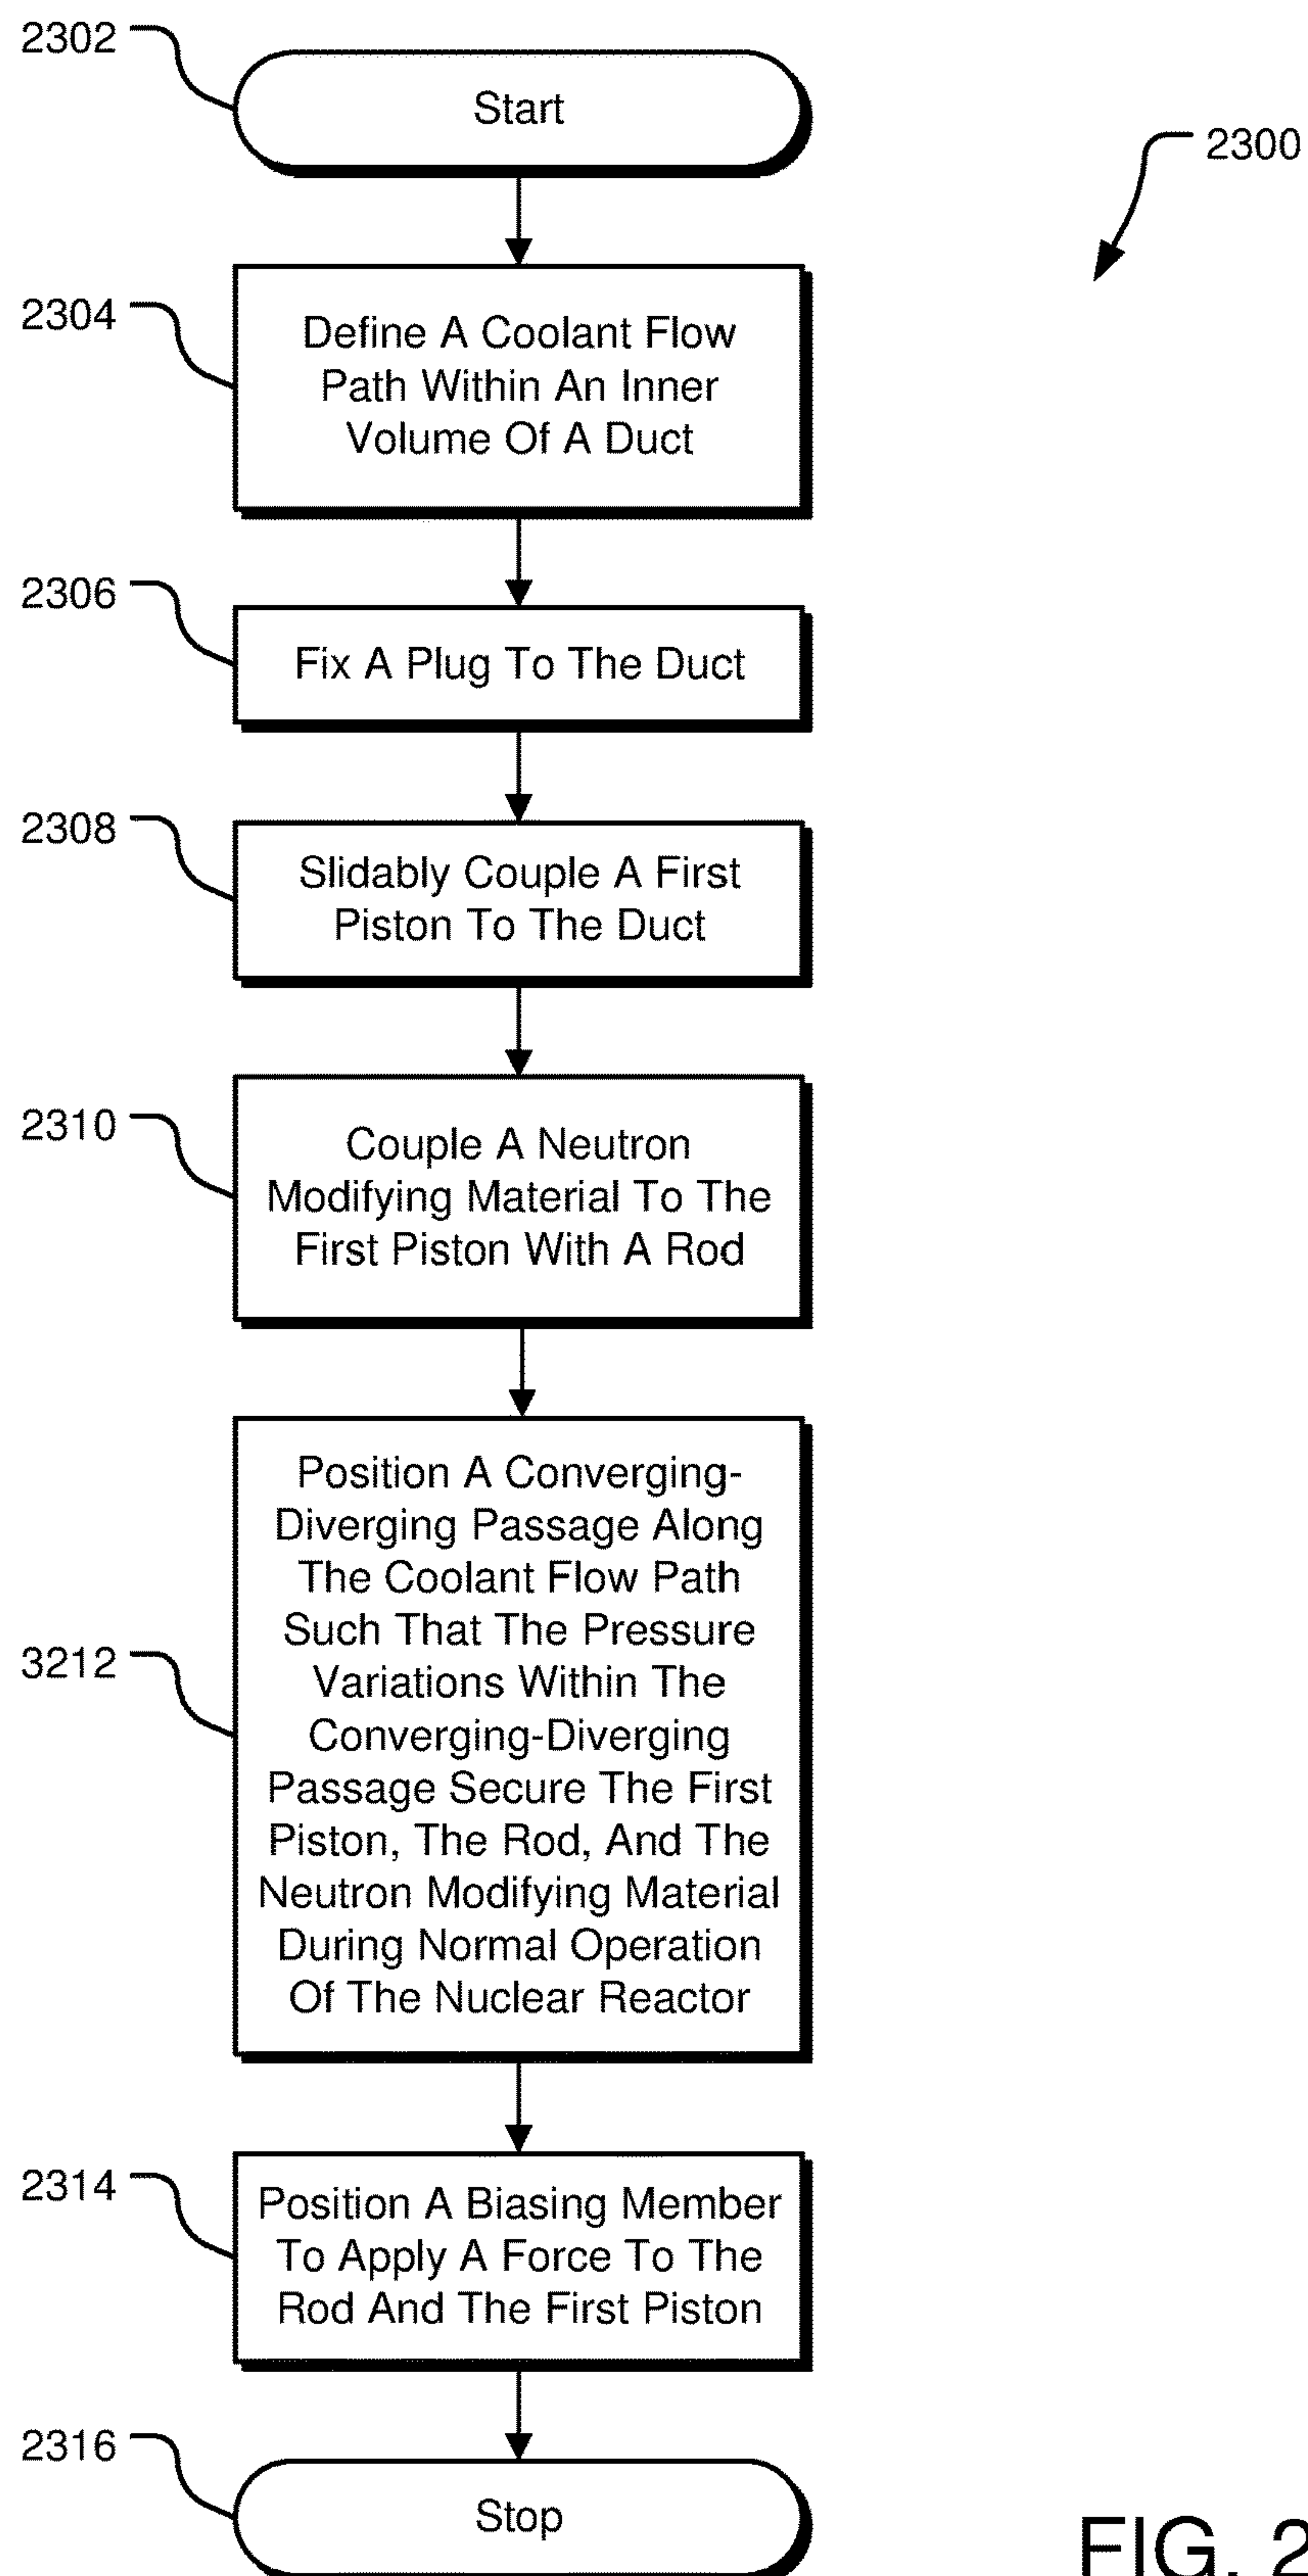 2302
Start
2300
2304
Define A Coolant Flow
Path Within An Inner
Volume Of A Duct
2306
Fix A Plug To The Duct
2308
Slidably Couple A First
Piston To The Duct
2310
Couple A Neutron
Modifying Material To The
First Piston With A Rod
3212
Position A Converging-
Diverging Passage Along
The Coolant Flow Path
Such That The Pressure
Variations Within The
Converging-Diverging
Passage Secure The First
Piston, The Rod, And The
Neutron Modifying Material
During Normal Operation
Of The Nuclear Reactor
2314
Position A Biasing Member
To Apply A Force To The
Rod And The First Piston
2316
Stop
FIG. 2